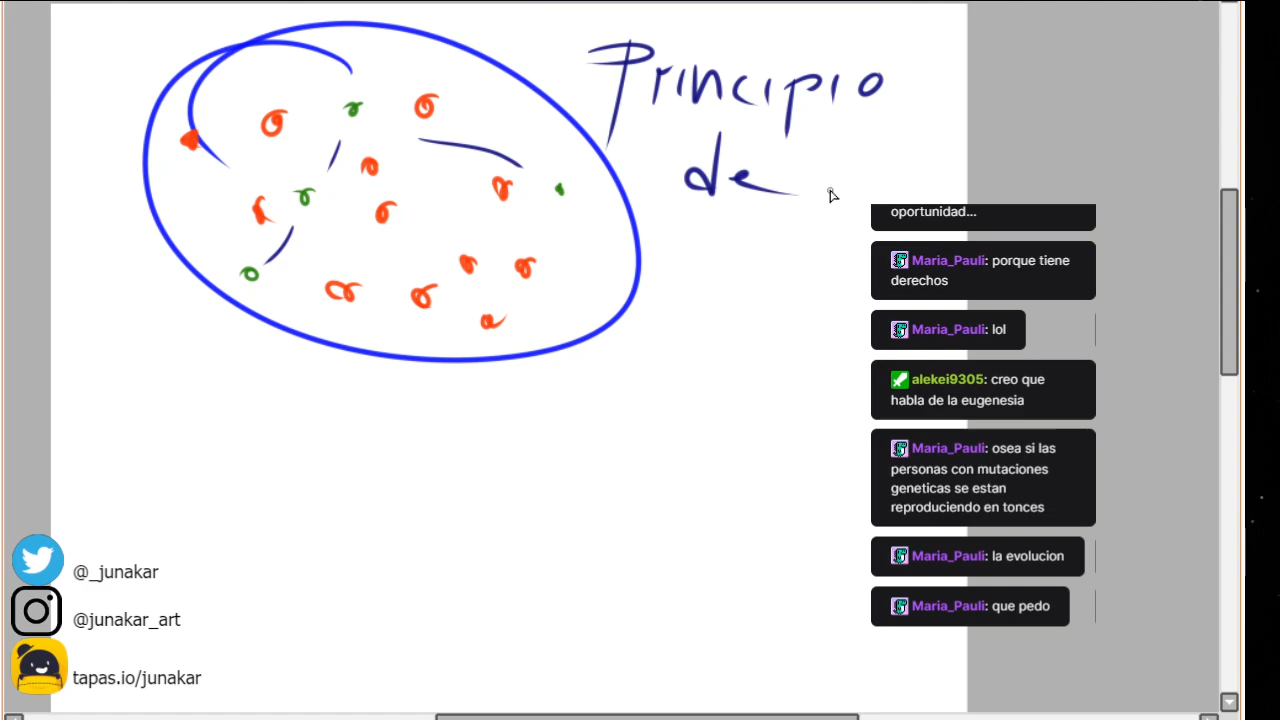 Principio
de
oportunidad...
Maria_Pauli: porque tiene
derechos
Maria_Pauli: lol
alekei9305: creo que
habla de la eugenesia
Maria_Pauli: osea si las
personas con mutaciones
geneticas se estan
reproduciendo en tonces
Maria_Pauli: la evolucion
Maria_Pauli: que pedo
@_junakar
@junakar_art
tapas.io/junakar